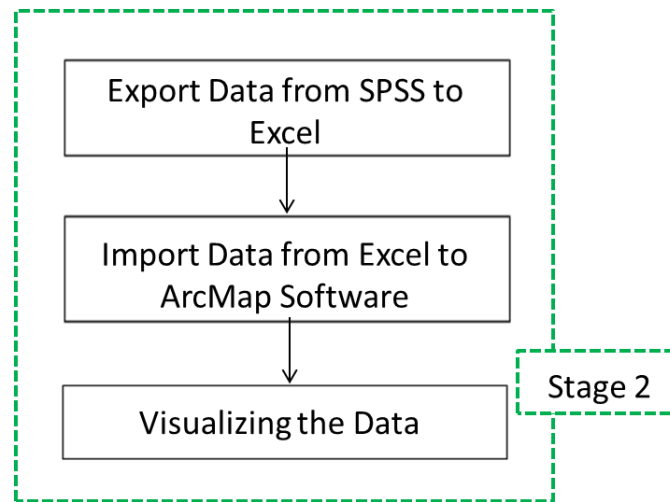 Export Data from SPSS to
Excel
Import Data from Excel to
ArcMap Software
Stage 2
Visualizing the Data